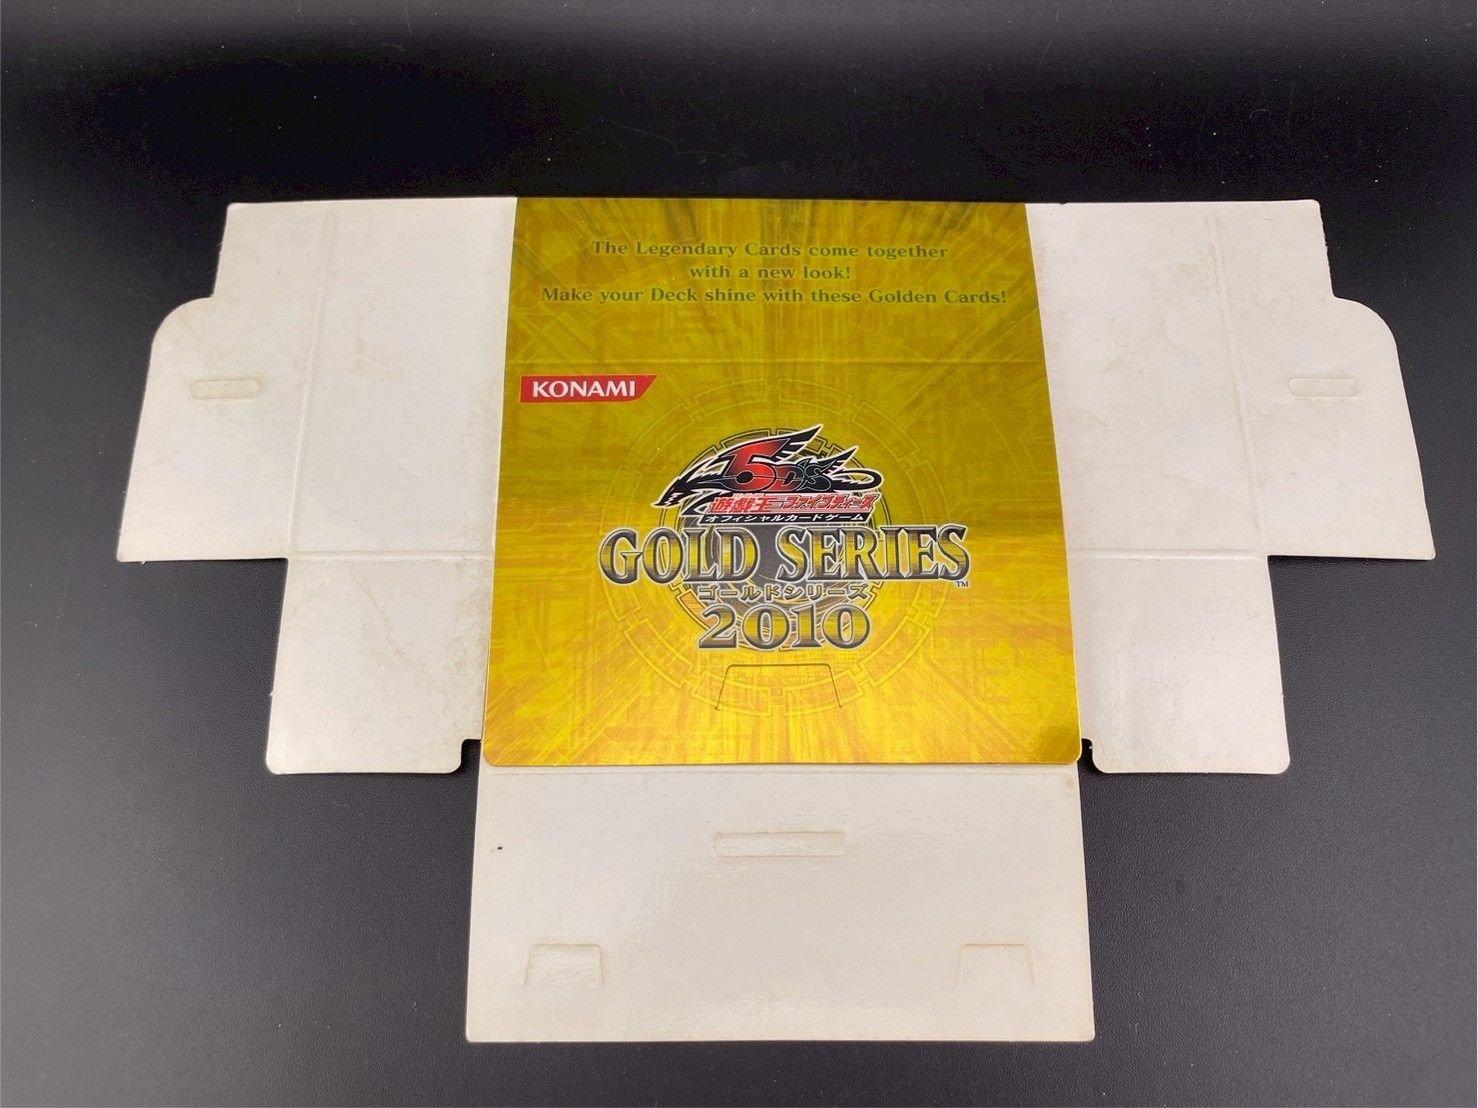 The Legendary Cards come together
with a new look!
Make your Deck shine with these Golden Cards!
KONAMI
5D's
遊戯王ファイブディーズ
オフィシャルカードゲーム
GOLD SERIES™
ゴールドシリーズ
2010